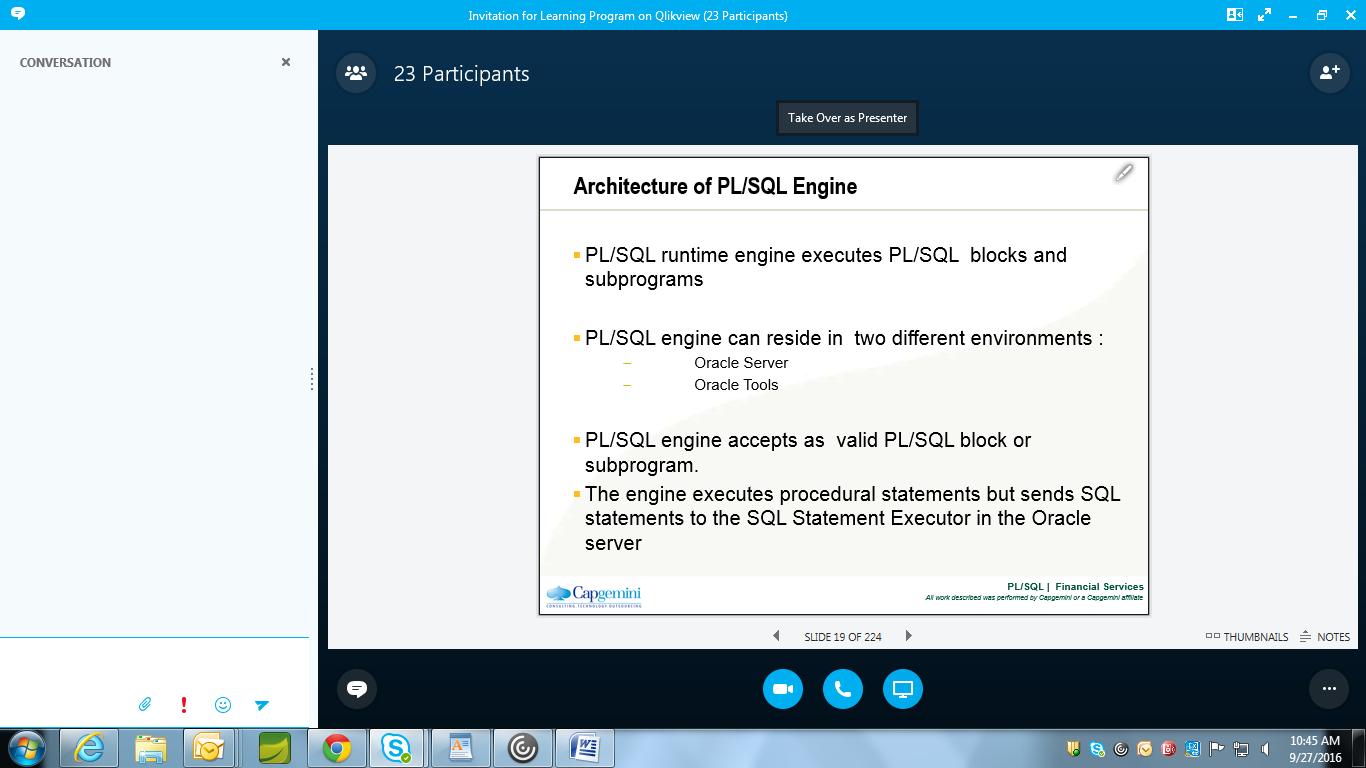 Invitation for Learning Program on Qlikview (23 Participants)
CONVERSATION
23 Participants
Take Over as Presenter
Architecture of PL/SQL Engine
PL/SQL runtime engine executes PL/SQL blocks and
subprograms
PL/SQL engine can reside in two different environments :
– Oracle Server
– Oracle Tools
PL/SQL engine accepts as valid PL/SQL block or
subprogram.
The engine executes procedural statements but sends SQL
statements to the SQL Statement Executor in the Oracle
server
Capgemini
CONSULTING.TECHNOLOGY.OUTSOURCING
PL/SQL | Financial Services
All work described was performed by Capgemini or a Capgemini affiliate
SLIDE 19 OF 224
THUMBNAILS
NOTES
10:45 AM
9/27/2016